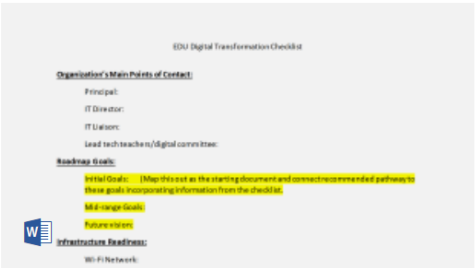 EDU Digital Transformation Checklist
Organization's Main Points of Contact:
Principal:
IT Director:
IT Liaison:
Lead tech teachers/digital committee:
Roadmap Goals:
Initial Goals: (Map this out as the starting document and connect recommended pathway to
these goals incorporating information from the checklist.
Mid-range Goals:
Future vision:
W
Infrastructure Readiness:
Wi-Fi Network: